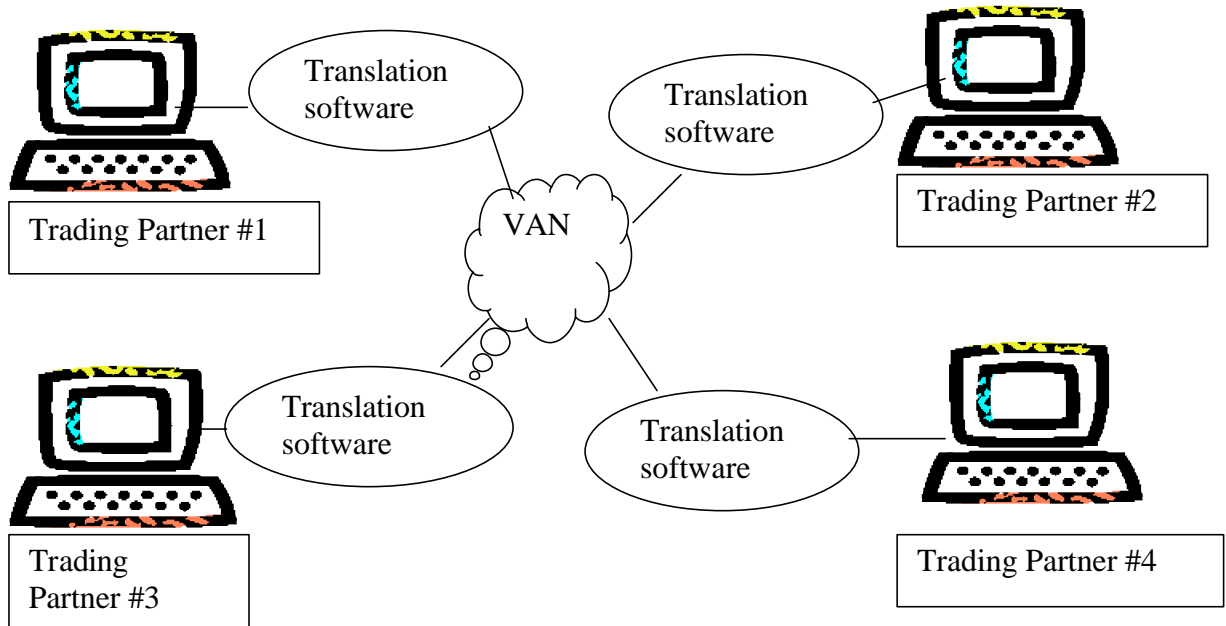 Translation
software
Translation
software
Trading Partner #1
VAN
Trading Partner #2
Translation
software
Translation
software
Trading
Partner #3
Trading Partner #4